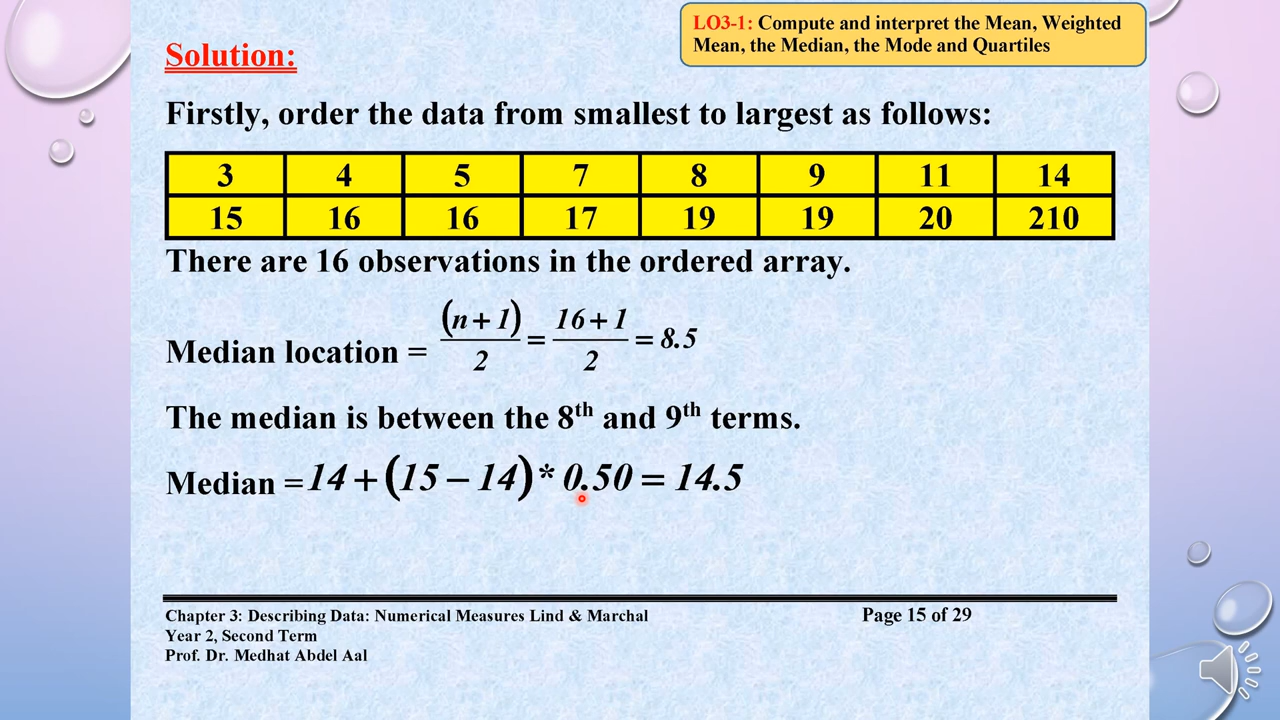 LO3-1: Compute and interpret the Mean, Weighted
Mean, the Median, the Mode and Quartiles
Solution:
Firstly, order the data from smallest to largest as follows:
3 4 5 7 8 9 11 14
15 16 16 17 19 19 20 210
There are 16 observations in the ordered array.
Median location = (n + 1) / 2 = 16 + 1 / 2 = 8.5
The median is between the 8th and 9th terms.
Median = 14 + (15 − 14) * 0.50 = 14.5
Chapter 3: Describing Data: Numerical Measures Lind & Marchal Page 15 of 29
Year 2, Second Term
Prof. Dr. Medhat Abdel Aal